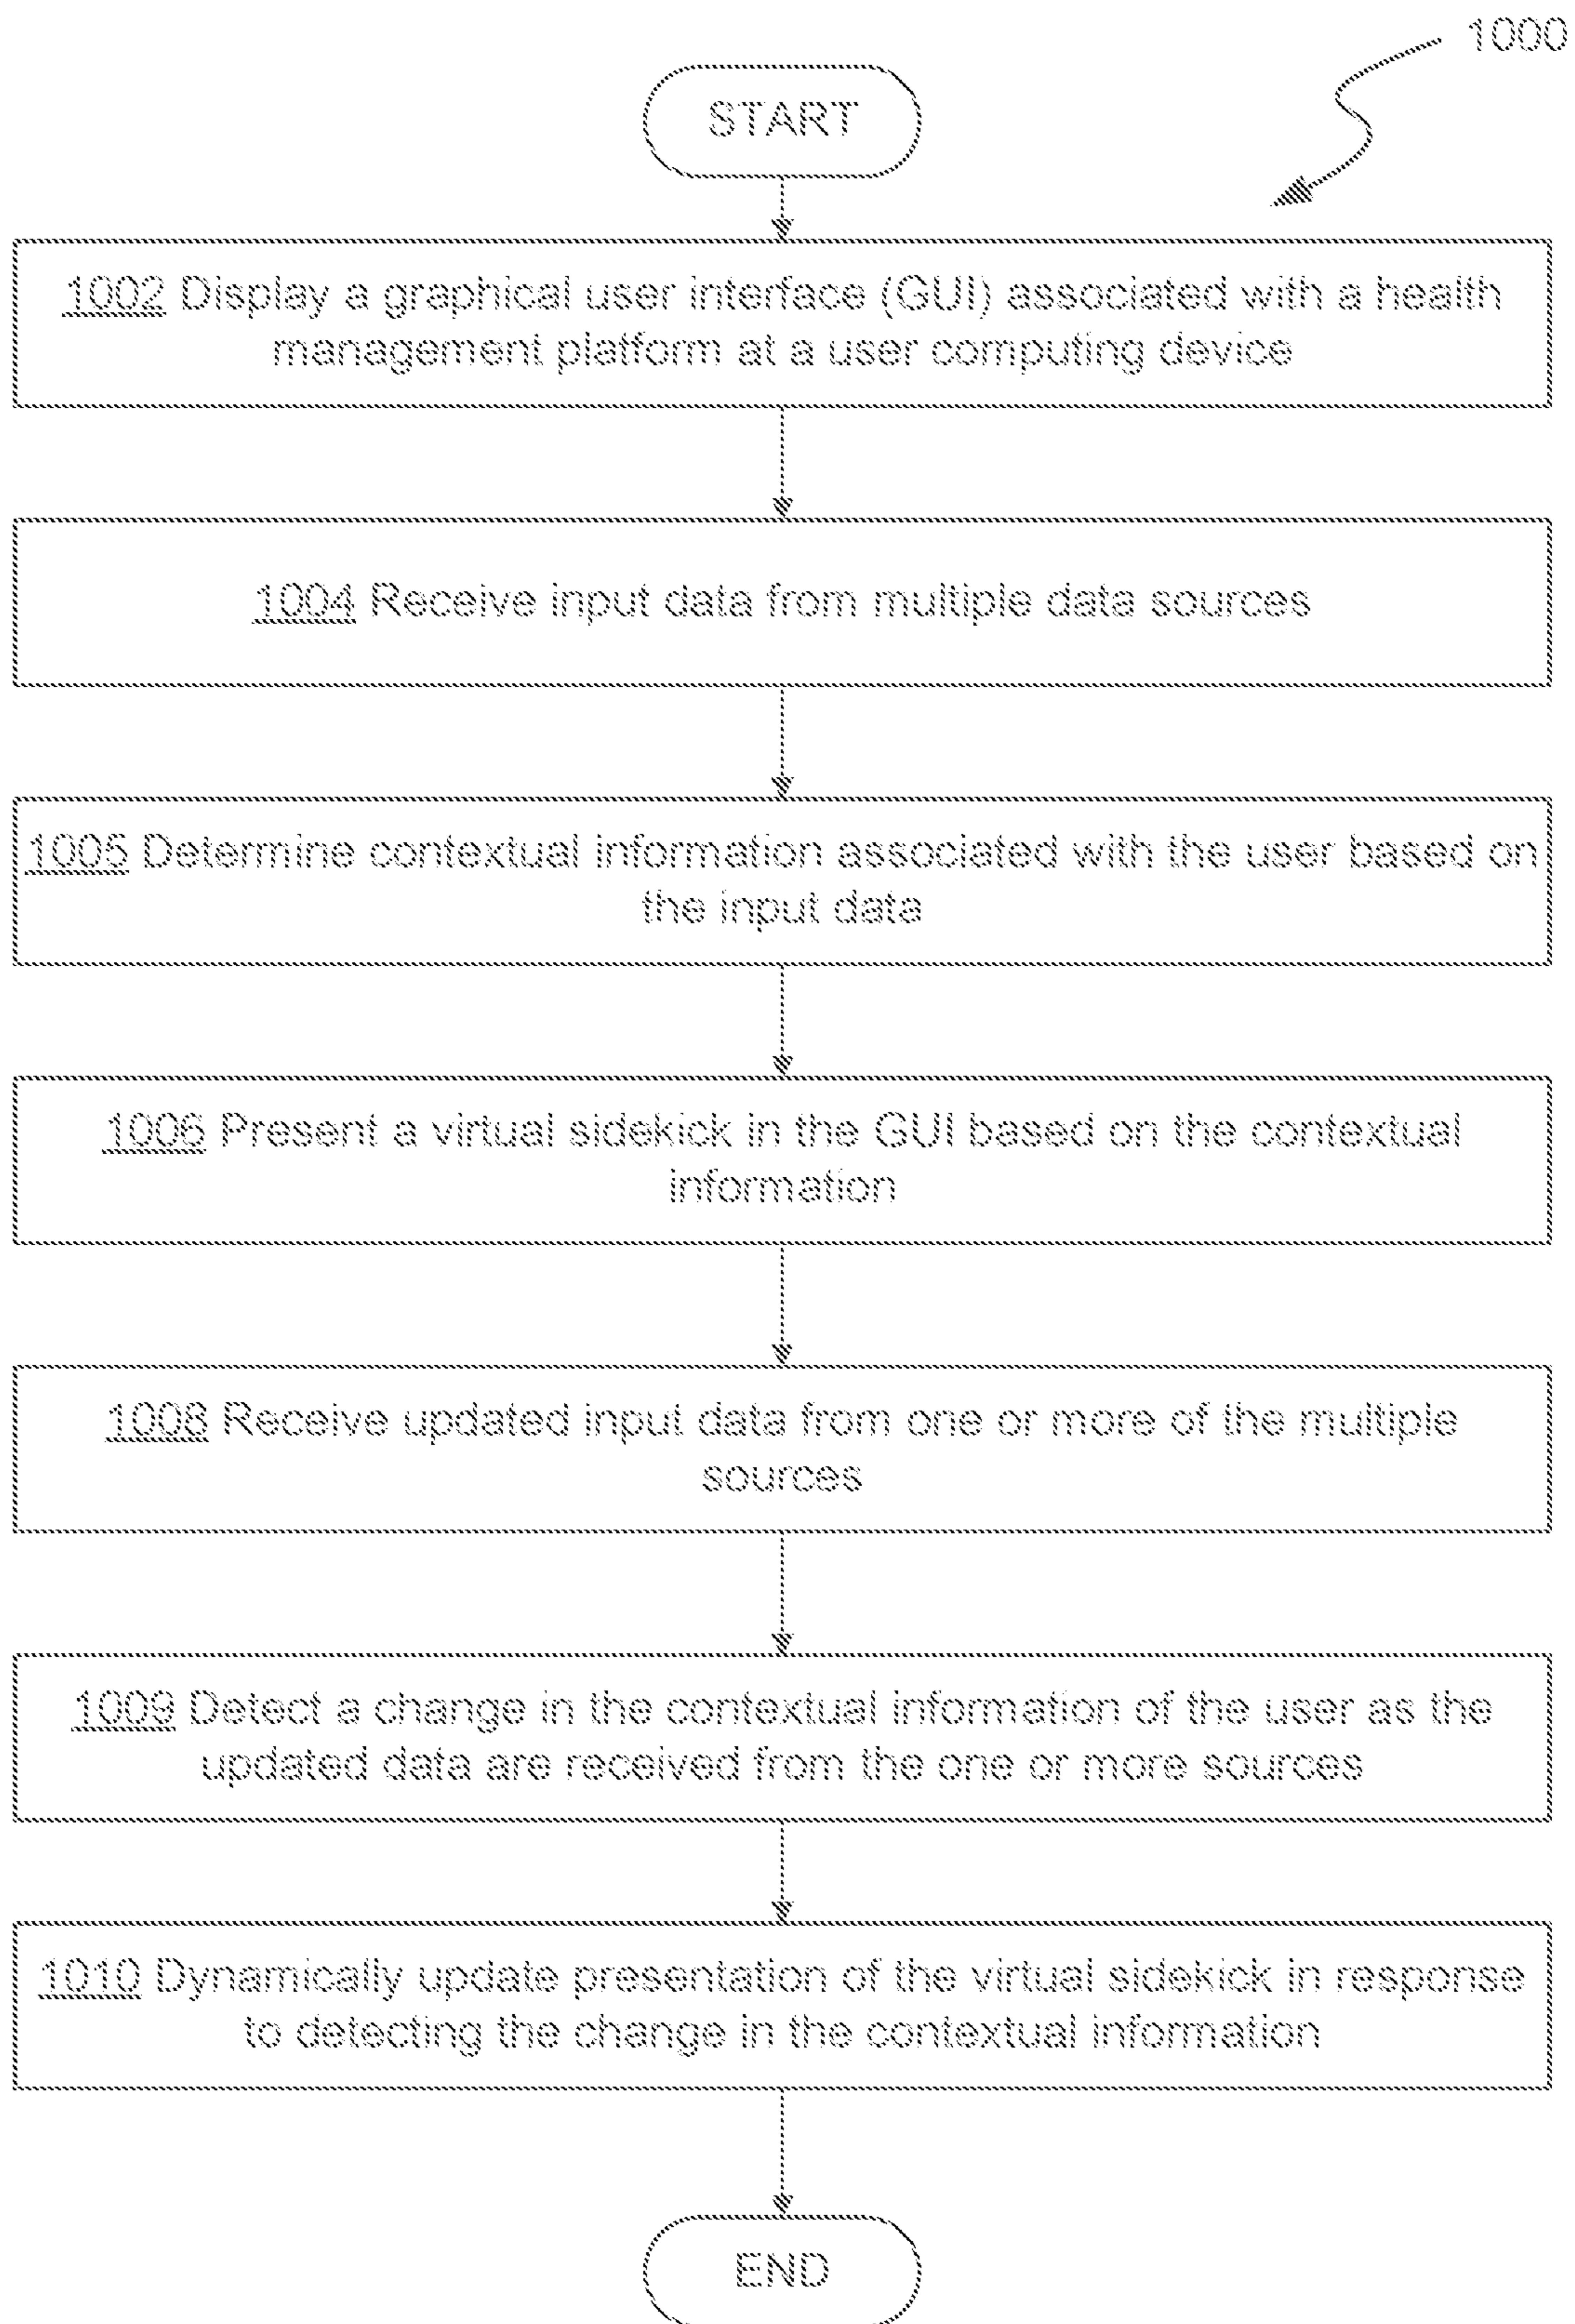 1000
START
1002 Display a graphical user interface (GUI) associated with a health
management platform at a user computing device
1004 Receive input data from multiple data sources
1005 Determine contextual information associated with the user based on
the input data
1006 Present a virtual sidekick in the GUI based on the contextual
information
1008 Receive updated input data from one or more of the multiple
sources
1009 Detect a change in the contextual information of the user as the
updated data are received from the one or more sources
1010 Dynamically update presentation of the virtual sidekick in response
to detecting the change in the contextual information
END